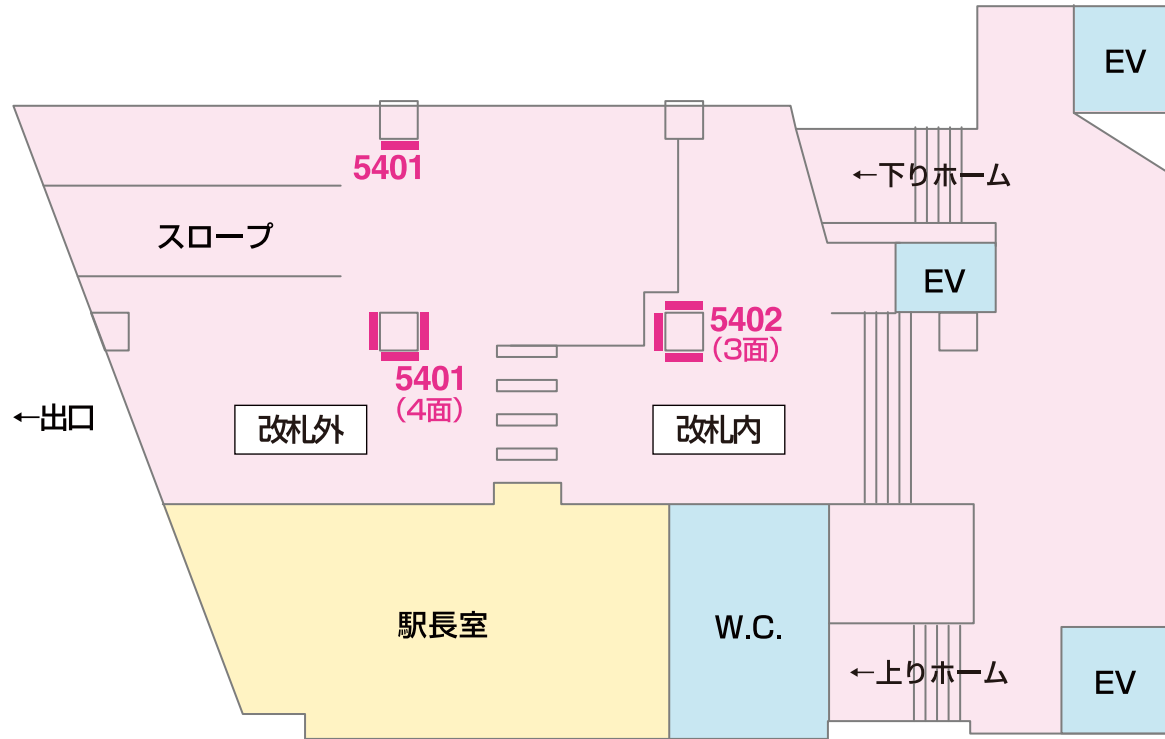 EV
5401
←下りホーム
スロープ
EV
5402
(3面)
5401
(4面)
←出口
改札外
改札内
駅長室
W.C.
←上りホーム
EV